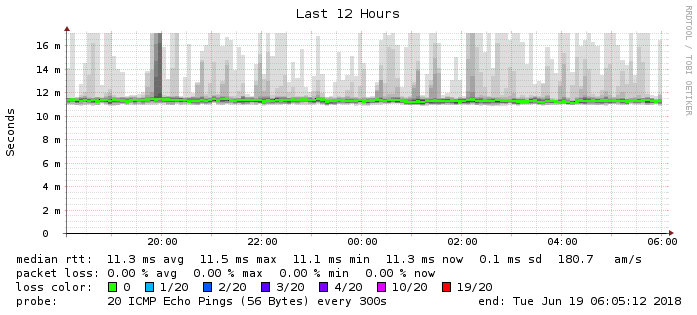 Last 12 Hours
RRDTOOL / TOBI OETIKER
Seconds
16 m
14 m
12 m
10 m
8 m
6 m
4 m
2 m
0
20:00 22:00 00:00 02:00 04:00 06:00
median rtt: 11.3 ms avg 11.5 ms max 11.1 ms min 11.3 ms now 0.1 ms sd 180.7 am/s
packet loss: 0.00 % avg 0.00 % max 0.00 % min 0.00 % now
loss color: 0 1/20 2/20 3/20 4/20 10/20 19/20
probe: 20 ICMP Echo Pings (56 Bytes) every 300s end: Tue Jun 19 06:05:12 2018